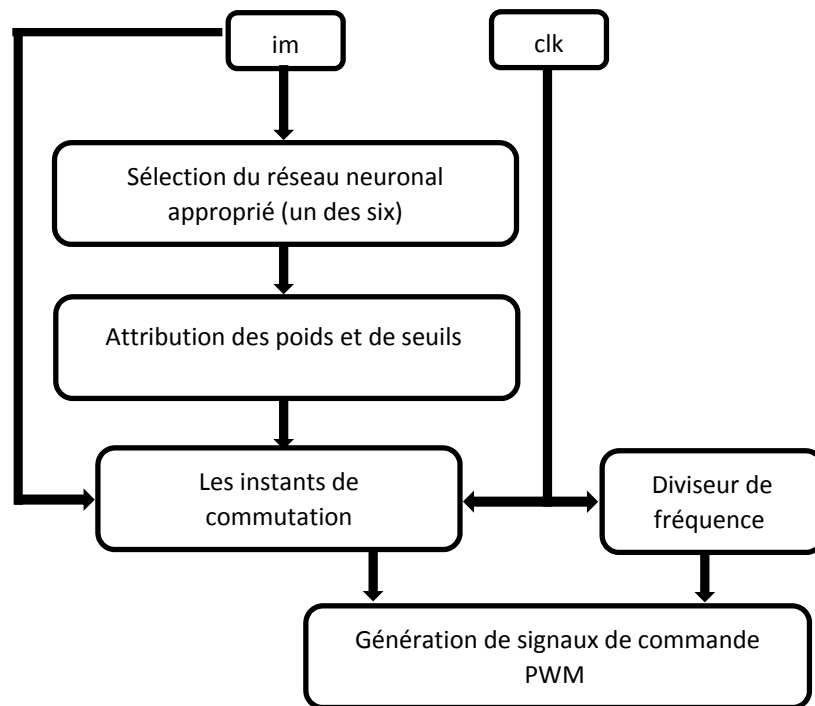 im
clk
Sélection du réseau neuronal
approprié (un des six)
Attribution des poids et de seuils
Les instants de
commutation
Diviseur de
fréquence
Génération de signaux de commande
PWM